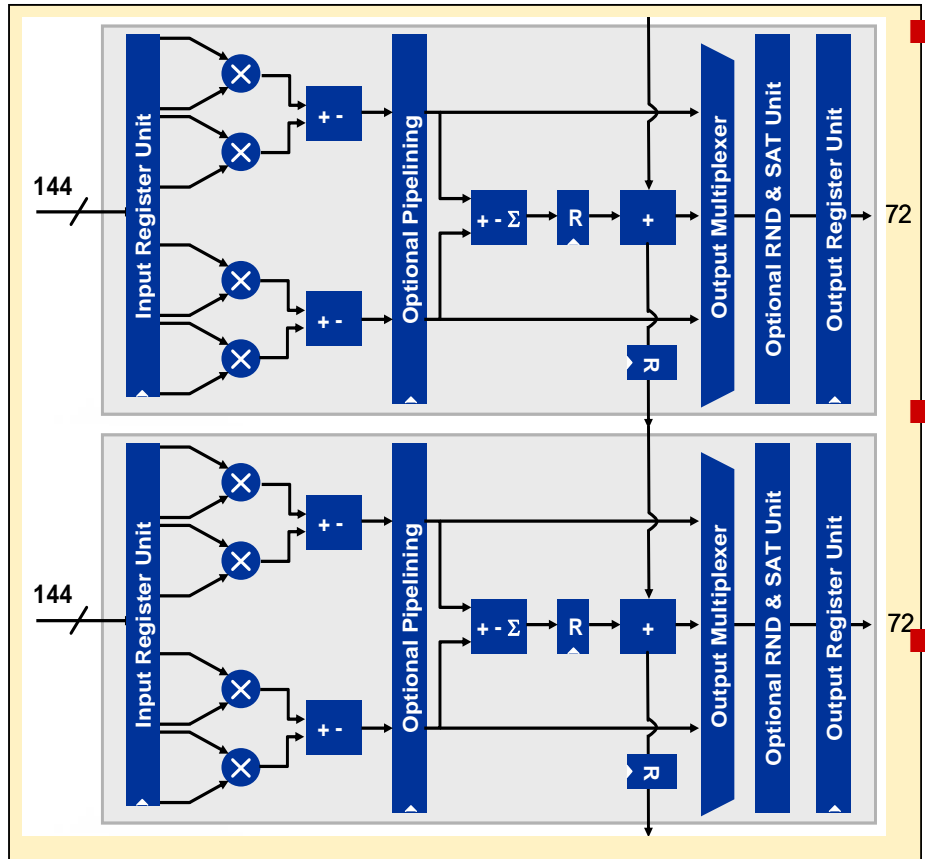 144
Input Register Unit
+ -
+ -
Optional Pipelining
+ - Σ
R
+
R
Output Multiplexer
Optional RND & SAT Unit
Output Register Unit
72
144
Input Register Unit
+ -
+ -
Optional Pipelining
+ - Σ
R
+
R
Output Multiplexer
Optional RND & SAT Unit
Output Register Unit
72